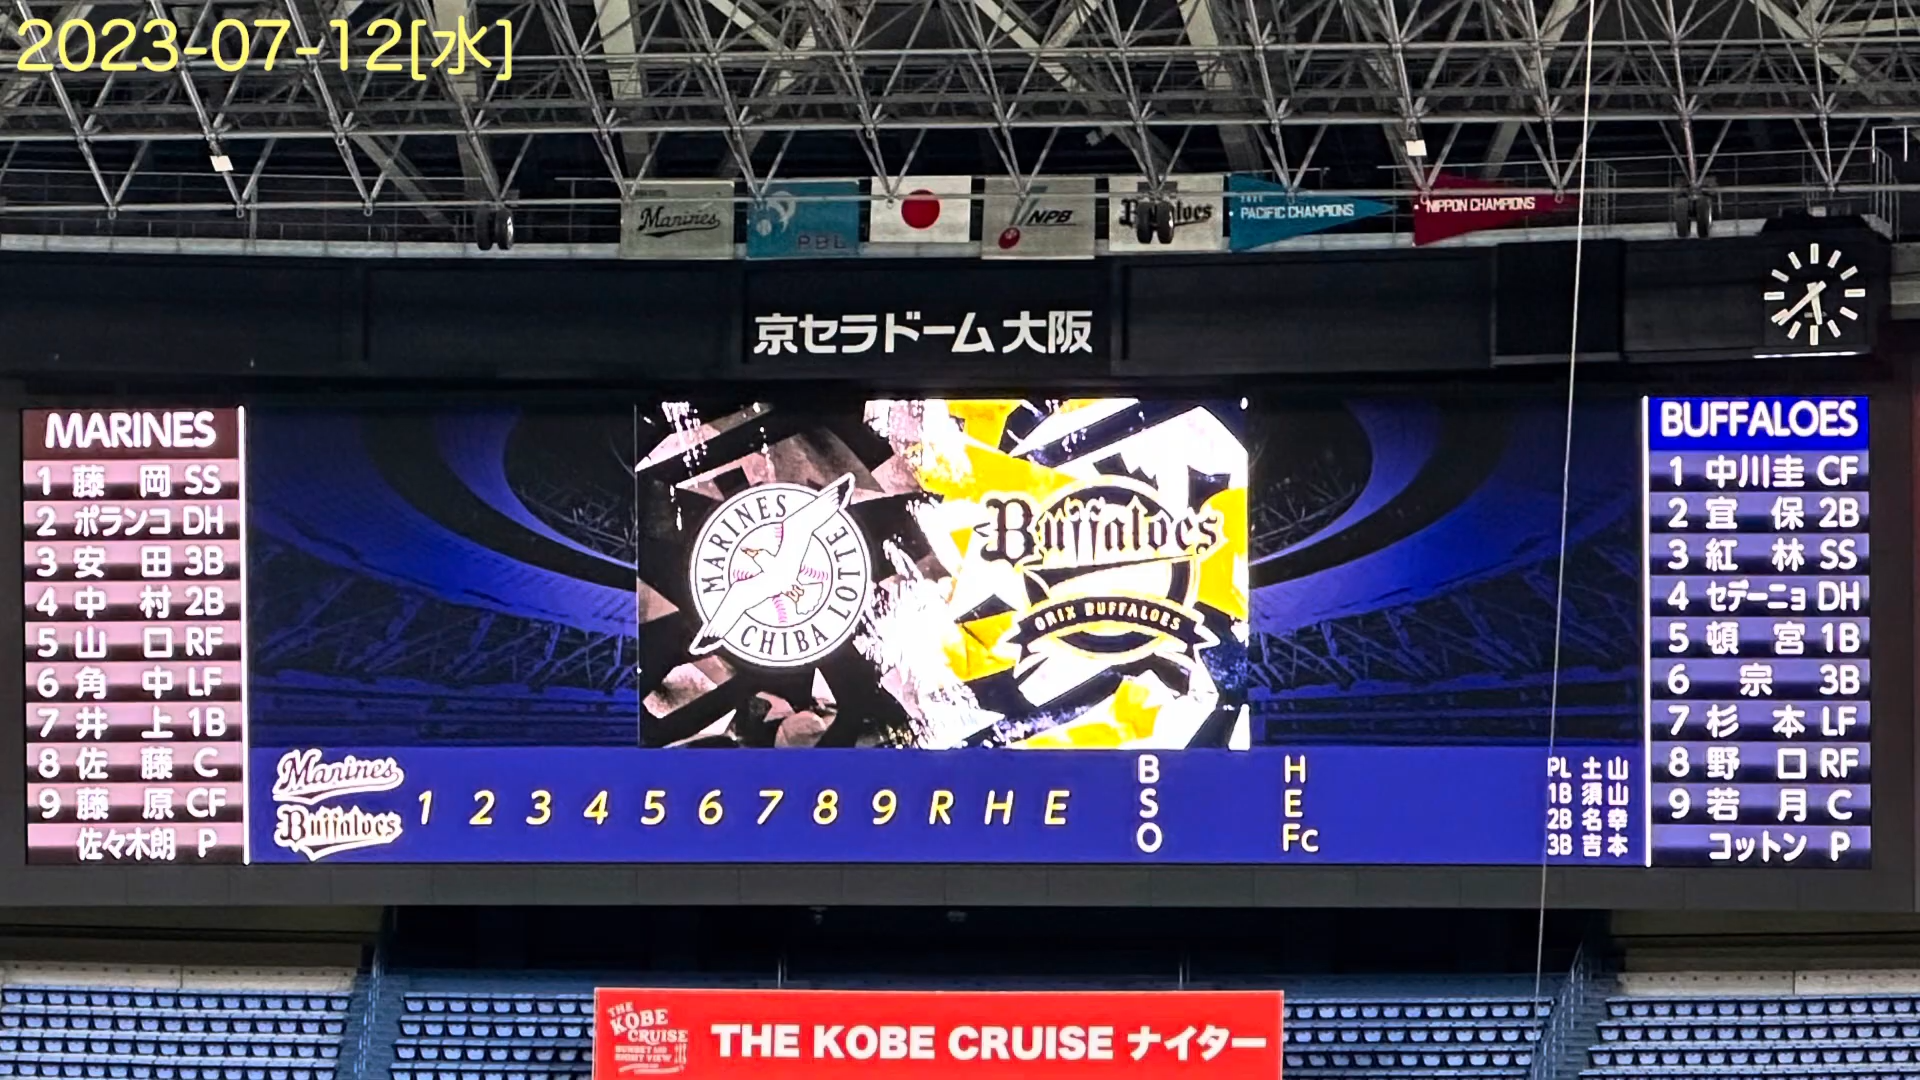 2023-07-12[水]
Marines
PBL
NPB
Buffaloes
PACIFIC CHAMPIONS
NIPPON CHAMPIONS
京セラドーム大阪
MARINES
1 藤岡 SS
2 ポランコ DH
3 安田 3B
4 中村 2B
5 山口 RF
6 角中 LF
7 井上 1B
8 佐藤 C
9 藤原 CF
佐々木朗 P
MARINES
CHIBA LOTTE
Buffaloes
ORIX BUFFALOES
BUFFALOES
1 中川圭 CF
2 宜保 2B
3 紅林 SS
4 セデーニョ DH
5 頓宮 1B
6 宗 3B
7 杉本 LF
8 野口 RF
9 若月 C
コットン P
Marines
Buffaloes
1 2 3 4 5 6 7 8 9 R H E
B
S
O
H
E
Fc
PL 土山
1B 須山
2B 名幸
3B 吉本
THE KOBE CRUISE
THE KOBE CRUISE ナイター